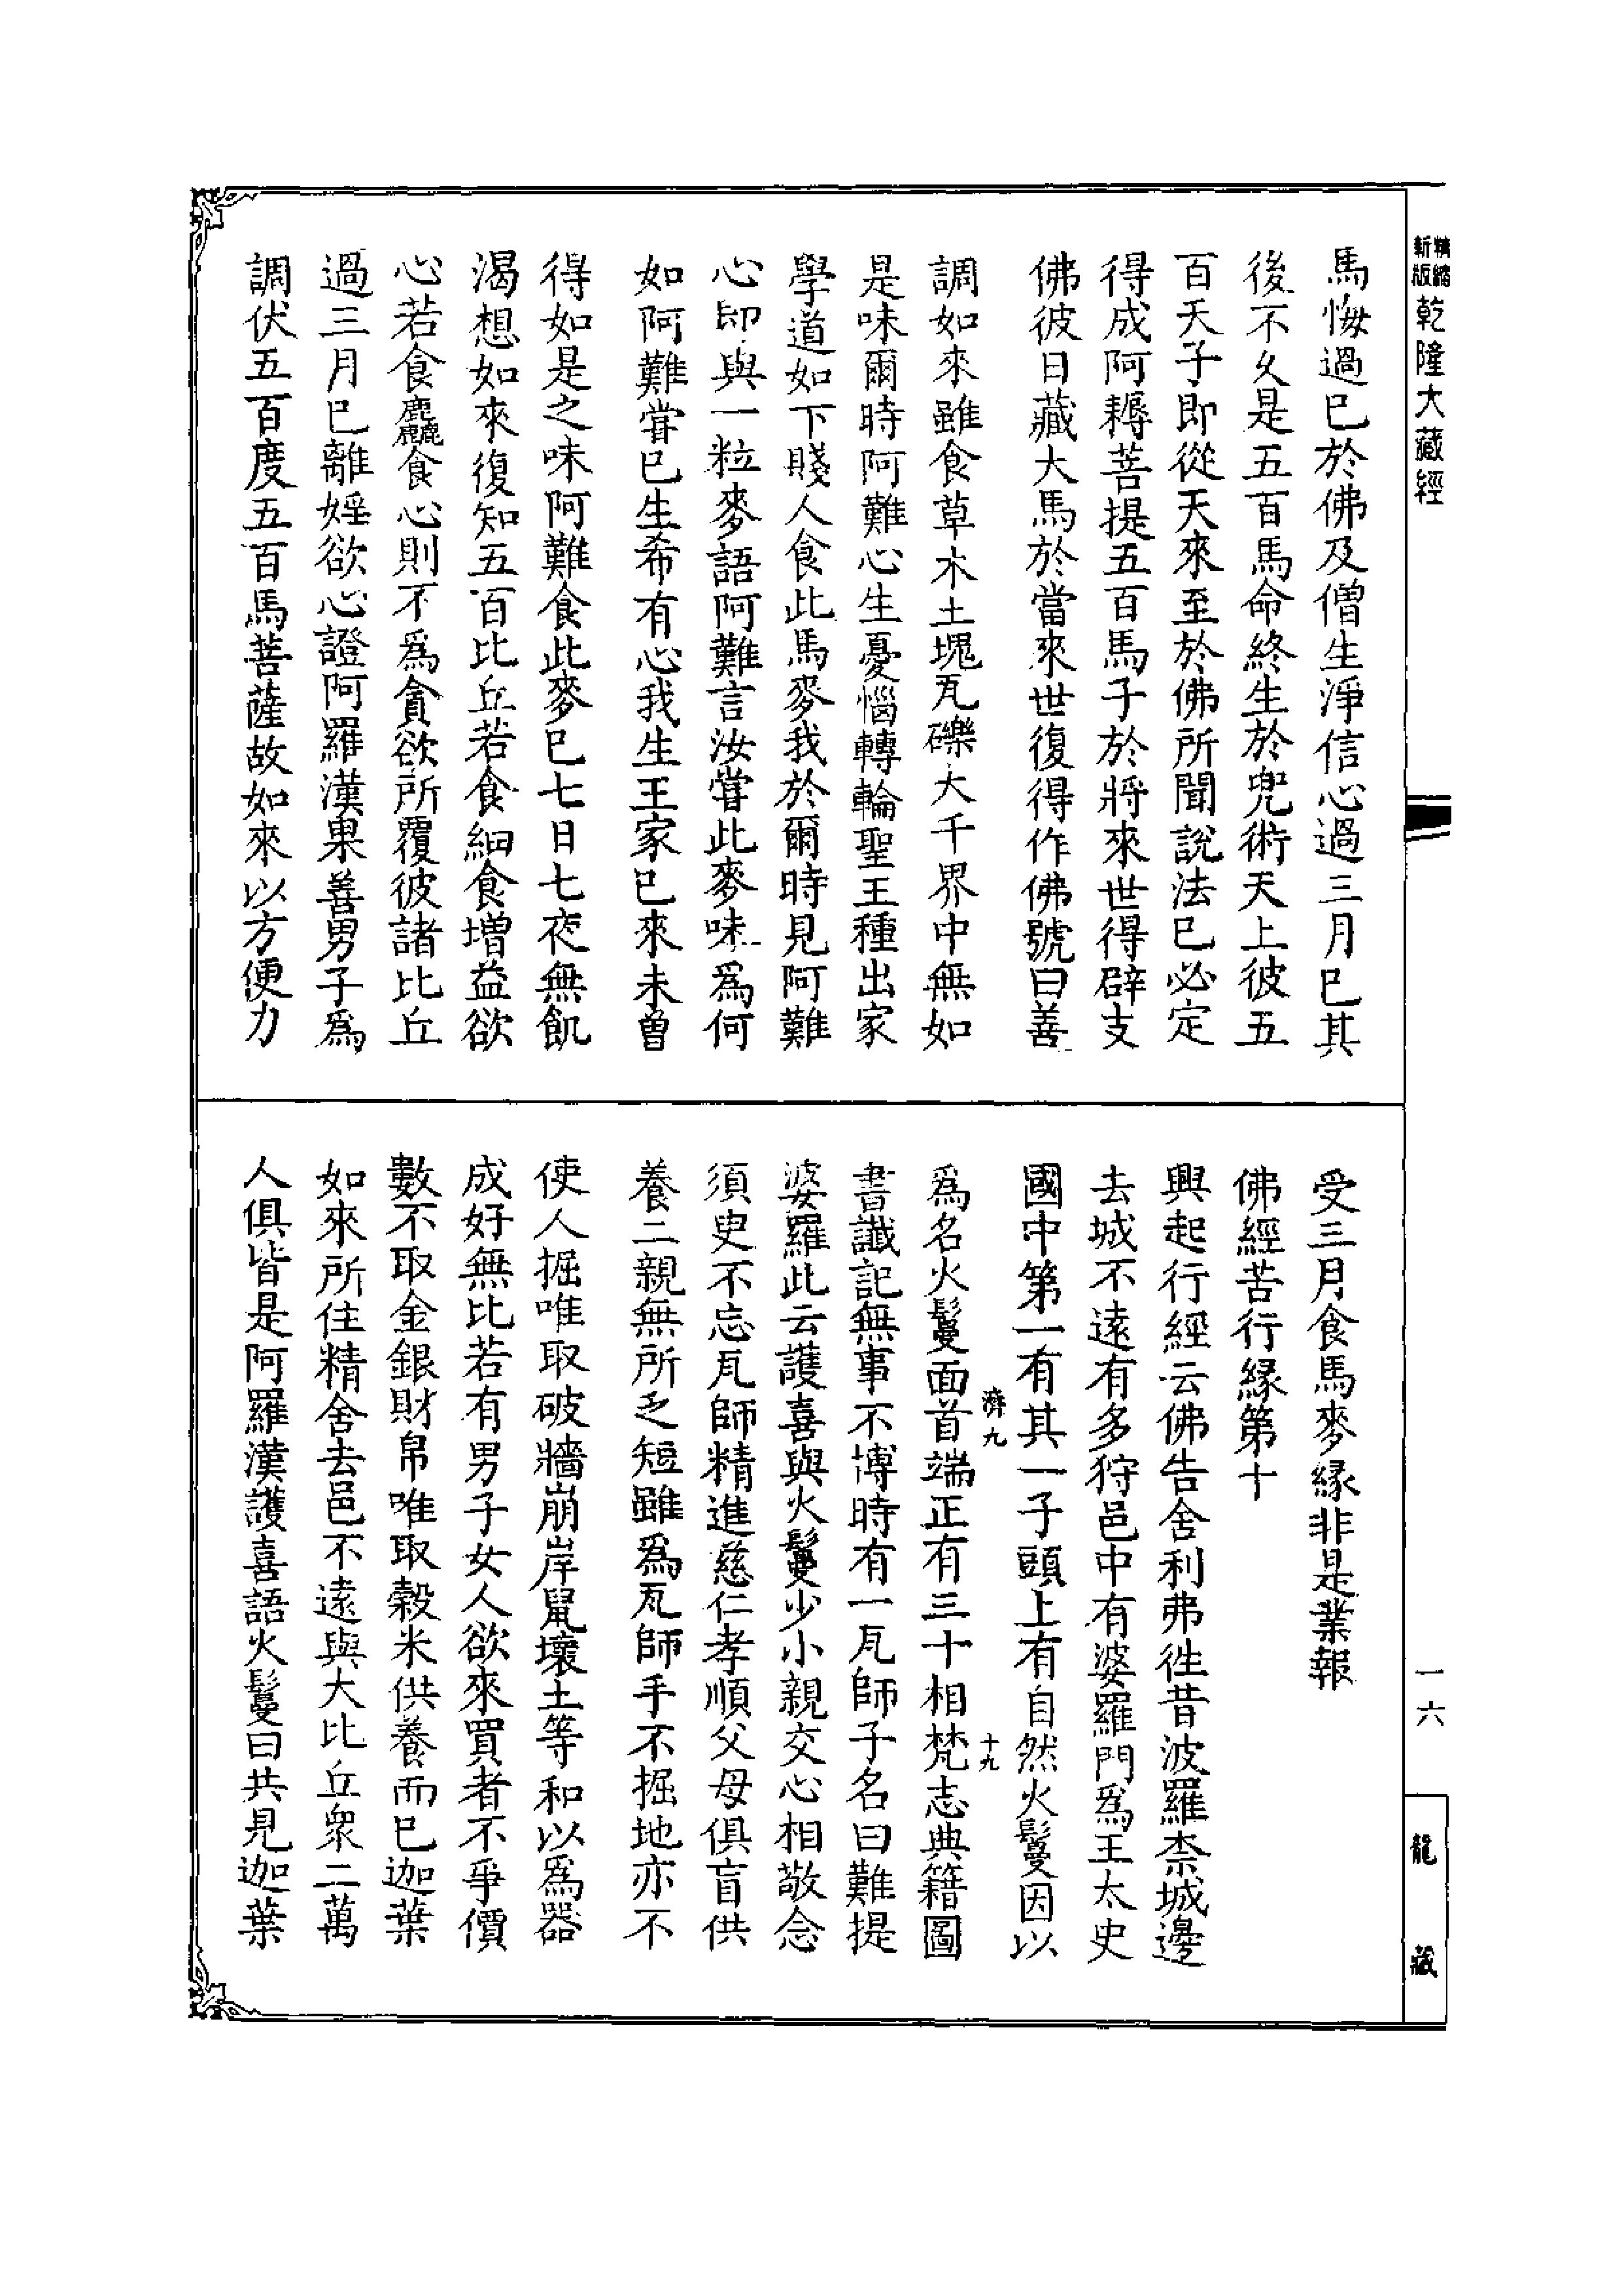 精縮新版乾隆大藏經
馬悔過已於佛及僧生淨信心過三月已其
後不久是五百馬命終生於兜術天上彼五
百天子即從天來至於佛所聞說法已必定
得成阿耨菩提五百馬子於將來世得辟支
佛彼日藏大馬於當來世復得作佛號曰善
調如來雖食草木土塊瓦礫大千界中無如
是味爾時阿難心生憂惱轉輪聖王種出家
學道如下賤人食此馬麥我於爾時見阿難
心即與一粒麥語阿難言汝嘗此麥味為何
如阿難嘗已生希有心我生王家已來未曾
得如是之味阿難食此麥已七日七夜無飢
渴想如來復知五百比丘若食細食增益欲
心若食麤食心則不為貪欲所覆彼諸比丘
過三月已離婬欲心證阿羅漢果善男子為
調伏五百度五百馬菩薩故如來以方便力
受三月食馬麥緣非是業報
佛經苦行緣第十
興起行經云佛告舍利弗徃昔波羅柰城邊
去城不遠有多狩邑中有婆羅門為王太史
國中第一有其一子頭上有自然火鬘因以
濟九
十九
為名火鬘面首端正有三十相梵志典籍圖
書讖記無事不博時有一瓦師子名曰難提
婆羅此云護喜與火鬘少小親交心相敬念
須臾不忘瓦師精進慈仁孝順父母俱盲供
養二親無所乏短雖為瓦師手不掘地亦不
使人掘唯取破牆崩岸鼠壞土等和以為器
成好無比若有男子女人欲來買者不爭價
數不取金銀財帛唯取穀米供養而已迦葉
如來所住精舍去邑不遠與大比丘眾二萬
人俱皆是阿羅漢護喜語火鬘曰共見迦葉
一六
龍
藏